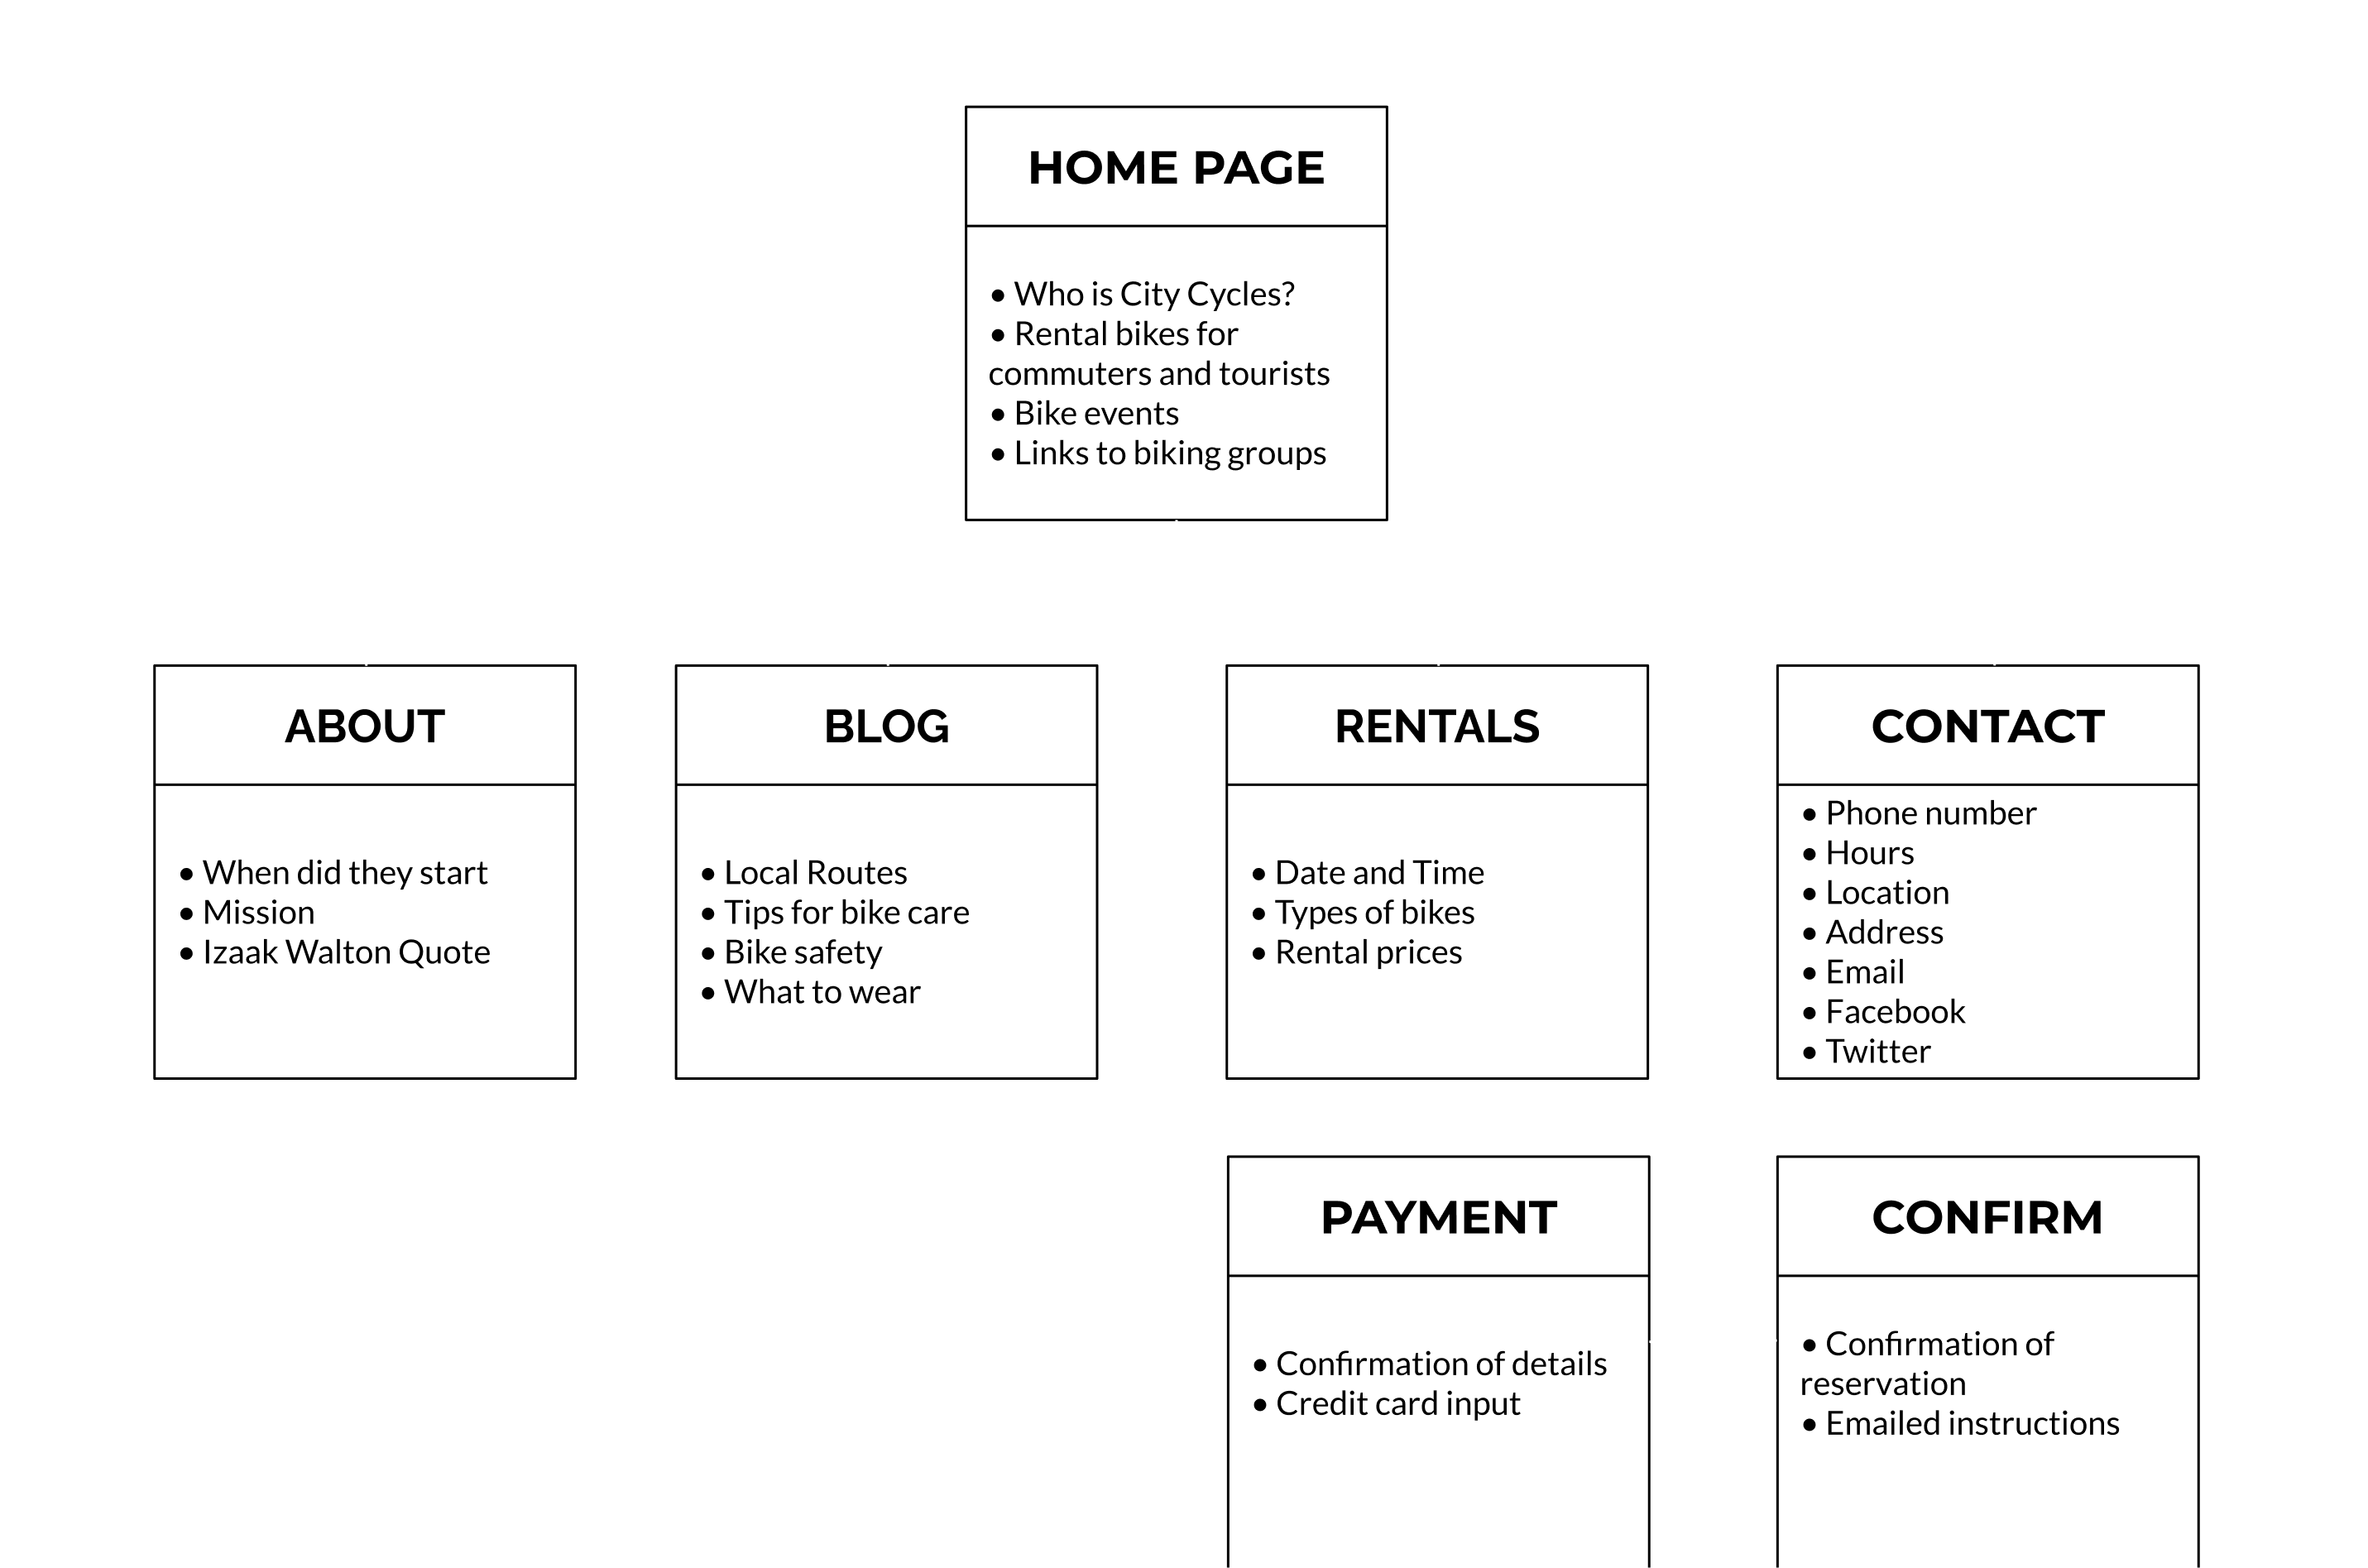 HOME PAGE
● Who is City Cycles?
● Rental bikes for
commuters and tourists
● Bike events
● Links to biking groups
ABOUT
● When did they start
● Mission
● Izaak Walton Quote
BLOG
● Local Routes
● Tips for bike care
● Bike safety
● What to wear
RENTALS
● Date and Time
● Types of bikes
● Rental prices
CONTACT
● Phone number
● Hours
● Location
● Address
● Email
● Facebook
● Twitter
PAYMENT
● Confirmation of details
● Credit card input
CONFIRM
● Confirmation of
reservation
● Emailed instructions